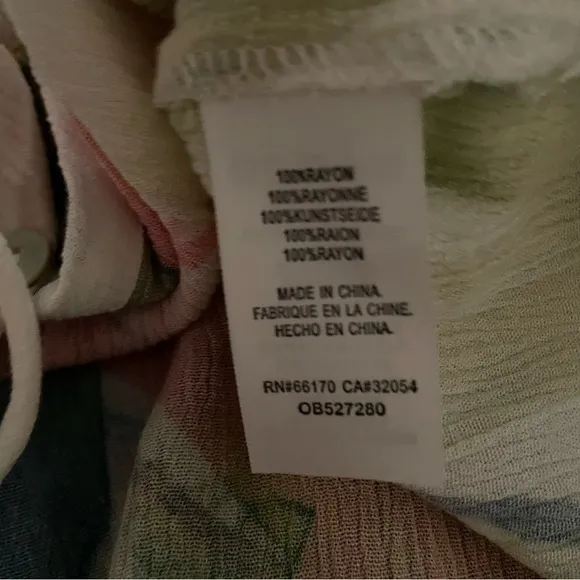 100%RAYON
100%RAYONNE
100%KUNSTSEIDE
100%RAION
100%RAYON
MADE IN CHINA.
FABRIQUE EN LA CHINE.
HECHO EN CHINA.
RN#66170 CA#32054
OB527280